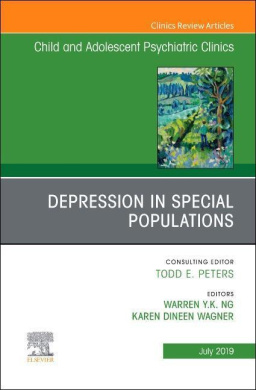 Clinics Review Articles
Child and Adolescent Psychiatric Clinics
DEPRESSION IN SPECIAL
POPULATIONS
CONSULTING EDITOR
TODD E. PETERS
EDITORS
WARREN Y.K. NG
KAREN DINEEN WAGNER
ELSEVIER
July 2019